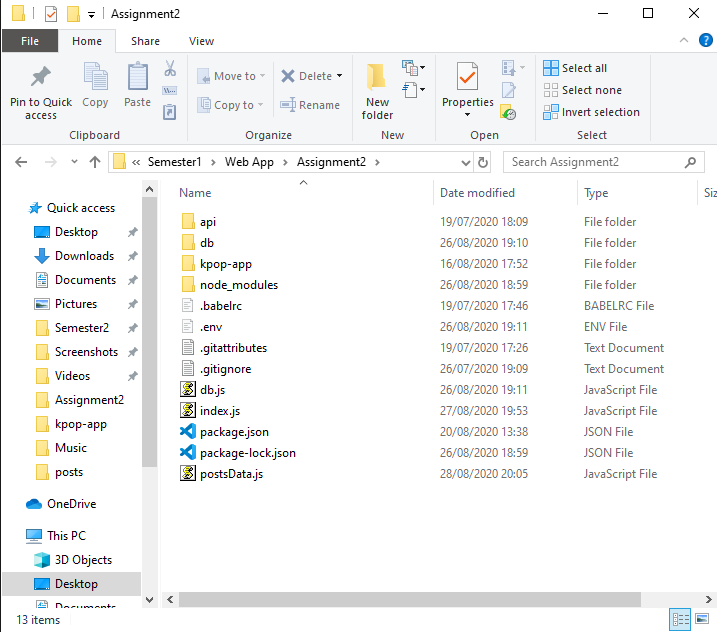 Assignment2
File Home Share View
Move to Delete Select all
Copy to Rename Select none
Pin to Quick access Copy Paste New folder Properties Invert selection
Clipboard Organize New Open Select
« Semester1 Web App Assignment2 Search Assignment2
Name Date modified Type Siz
Quick access
Desktop
Downloads
Documents
Pictures
Semester2
Screenshots
Videos
Assignment2
kpop-app
Music
posts
OneDrive
This PC
3D Objects
Desktop
Documents
api 19/07/2020 18:09 File folder
db 26/08/2020 19:10 File folder
kpop-app 16/08/2020 17:52 File folder
node_modules 26/08/2020 18:59 File folder
.babelrc 19/07/2020 17:46 BABELRC File
.env 26/08/2020 19:11 ENV File
.gitattributes 19/07/2020 17:26 Text Document
.gitignore 26/07/2020 19:09 Text Document
db.js 26/08/2020 19:11 JavaScript File
index.js 27/08/2020 19:53 JavaScript File
package.json 20/08/2020 13:38 JSON File
package-lock.json 26/08/2020 18:59 JSON File
postsData.js 28/08/2020 20:05 JavaScript File
13 items